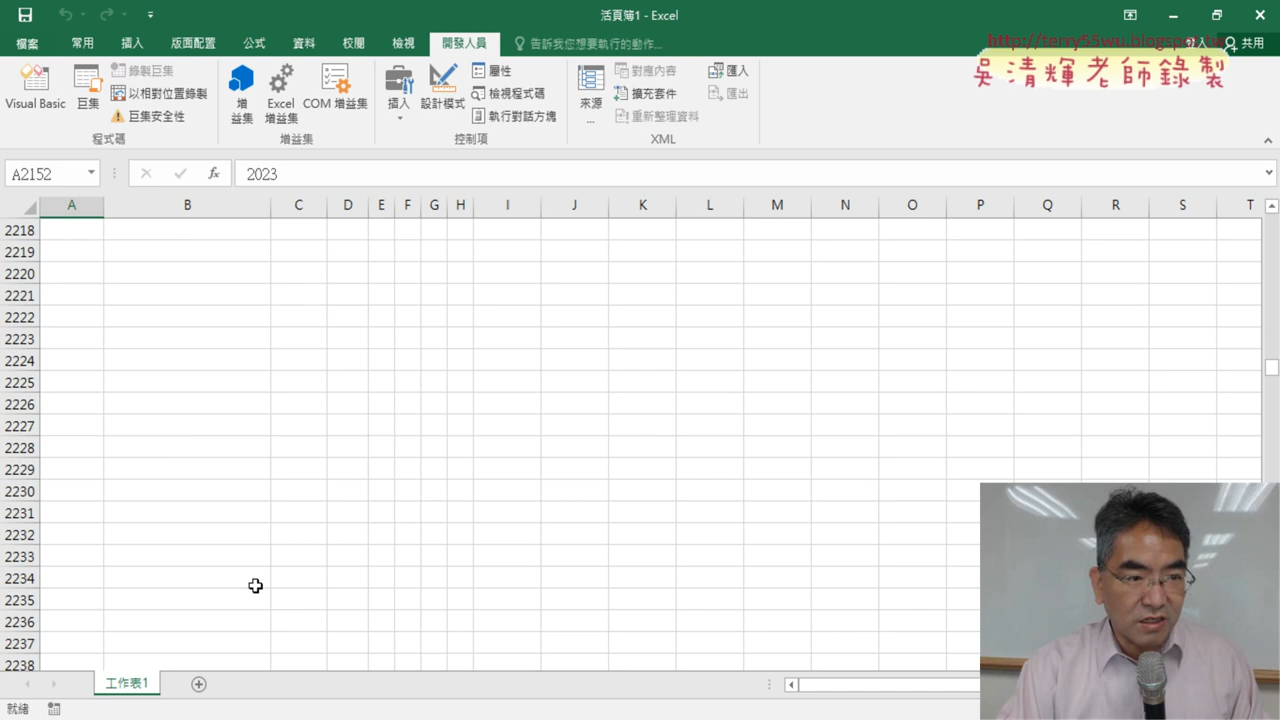 活頁簿1 - Excel
檔案 常用 插入 版面配置 公式 資料 校閱 檢視 開發人員 告訴我您想要執行的動作... 登入 共用
http://terry55wu.blogspot.tw
吳清輝老師錄製
Visual Basic 巨集 錄製巨集 以相對位置錄製 巨集安全性
增益集 Excel 增益集 COM 增益集
插入 設計模式 屬性 檢視程式碼 執行對話方塊
來源... 對應內容 擴充套件 重新整理資料 匯入 匯出
程式碼 增益集 控制項 XML
A2152 fx 2023
A B C D E F G H I J K L M N O P Q R S T
2218
2219
2220
2221
2222
2223
2224
2225
2226
2227
2228
2229
2230
2231
2232
2233
2234
2235
2236
2237
2238
工作表1
就緒